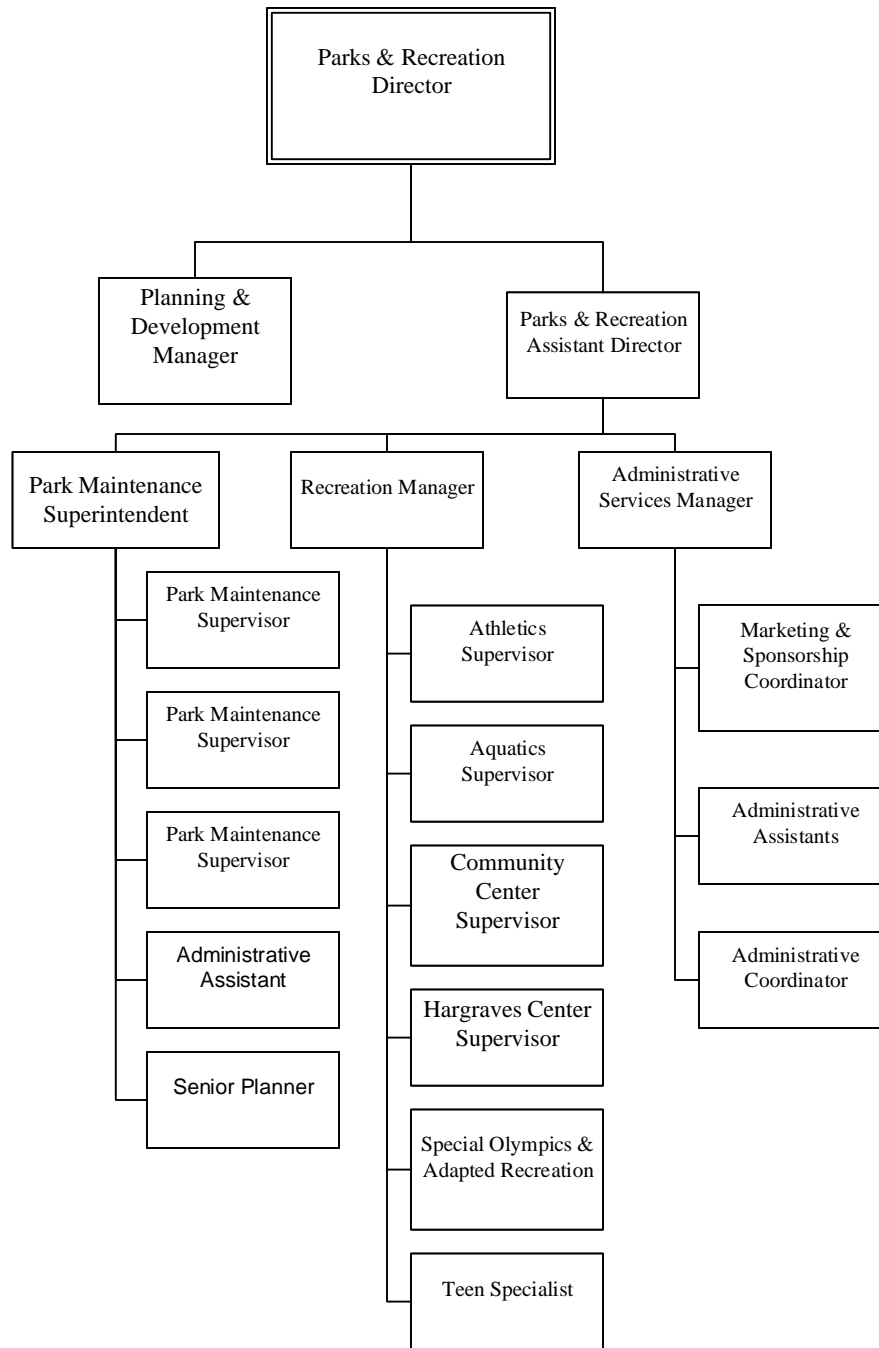 Parks & Recreation
Director
Planning &
Development
Manager
Parks & Recreation
Assistant Director
Park Maintenance
Superintendent
Recreation Manager
Administrative
Services Manager
Park Maintenance
Supervisor
Park Maintenance
Supervisor
Park Maintenance
Supervisor
Administrative
Assistant
Senior Planner
Athletics
Supervisor
Aquatics
Supervisor
Community
Center
Supervisor
Hargraves Center
Supervisor
Special Olympics &
Adapted Recreation
Teen Specialist
Marketing &
Sponsorship
Coordinator
Administrative
Assistants
Administrative
Coordinator